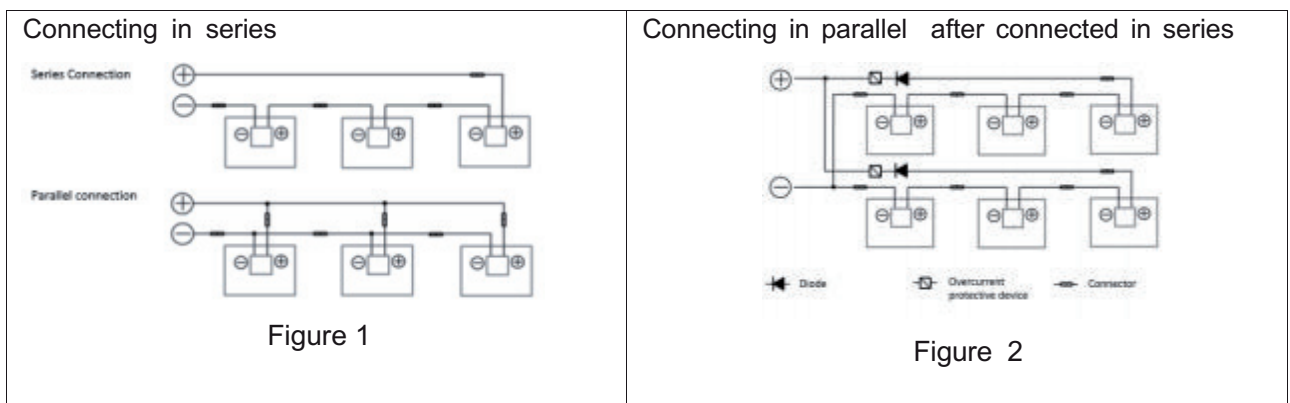 Connecting in series
Series Connection
Parallel connection
Figure 1
Connecting in parallel after connected in series
Diode
Overcurrent
protective device
Connector
Figure 2